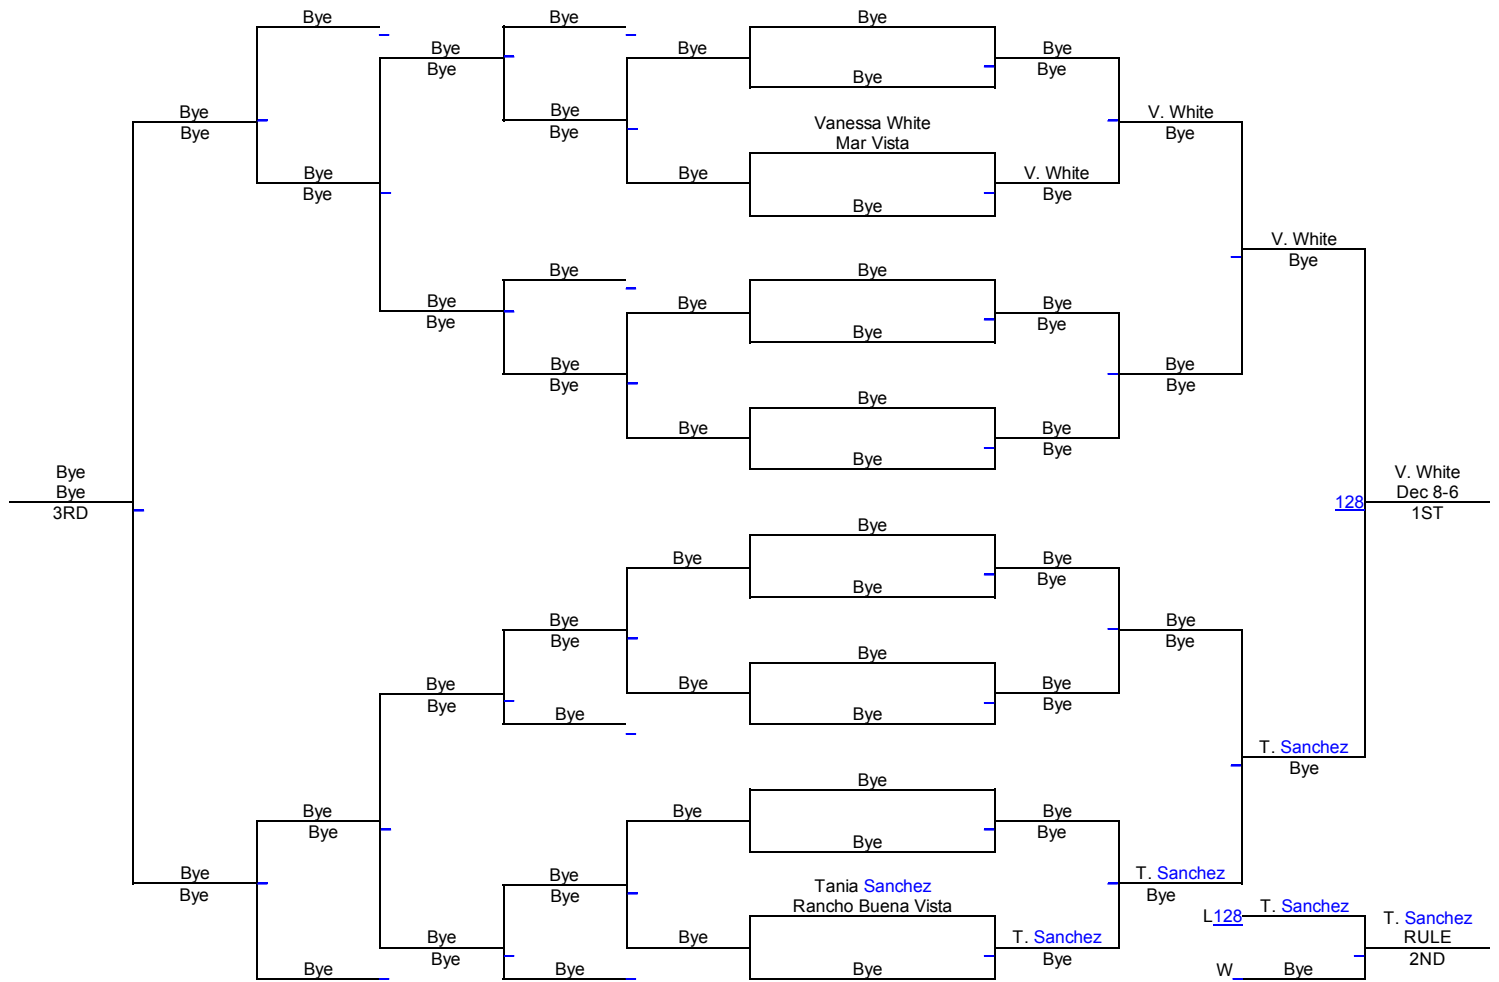 Bye Bye Bye
Bye Bye Bye
Bye Bye
Bye
Bye Bye V. White
Bye Bye Vanessa White Bye
Mar Vista
Bye Bye V. White
Bye Bye Bye
V. White
Bye Bye Bye
Bye Bye Bye
Bye Bye Bye
Bye Bye
Bye Bye
Bye
Bye Bye
Bye Bye
Bye V. White
Bye Dec 8-6
3RD 128 1ST
Bye
Bye Bye
Bye Bye
Bye Bye
Bye Bye
Bye
Bye Bye Bye
Bye Bye
Bye Bye
T. Sanchez
Bye
Bye
Bye Bye Bye
Bye Bye
Bye
Bye Bye T. Sanchez
Bye Tania Sanchez Bye
Bye Rancho Buena Vista
L128 T. Sanchez T. Sanchez
Bye Bye T. Sanchez RULE
Bye Bye 2ND
Bye Bye Bye W Bye